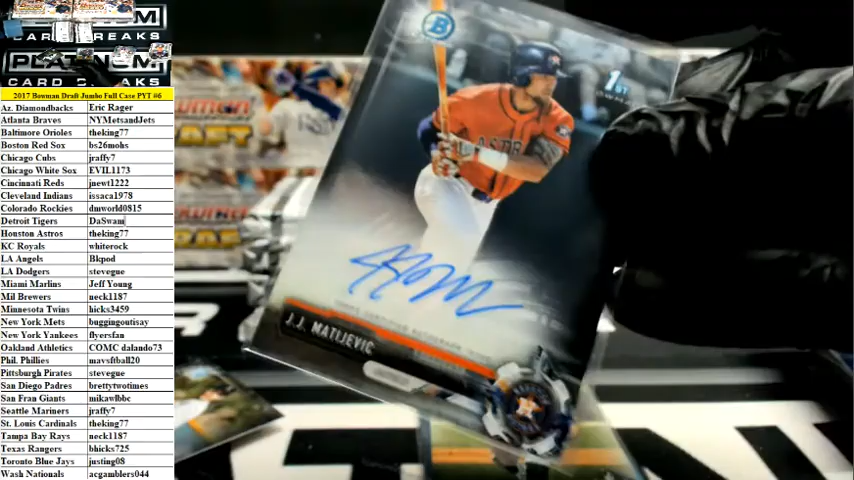 PLATINUM
CARD BREAKS
2017 Bowman Draft Jumbo Full Case PYT #6
Az. Diamondbacks Eric Rager
Atlanta Braves NYMetsandJets
Baltimore Orioles theking77
Boston Red Sox bs26mohs
Chicago Cubs jraffy7
Chicago White Sox EVIL1173
Cincinnati Reds jnewt1222
Cleveland Indians issaca1978
Colorado Rockies dmworld0815
Detroit Tigers DaSwam
Houston Astros theking77
KC Royals whiterock
LA Angels Bkpod
LA Dodgers stevegue
Miami Marlins Jeff Young
Mil Brewers neck1187
Minnesota Twins hicks3459
New York Mets buggingoutisay
New York Yankees flyersfan
Oakland Athletics COMC dalando73
Phil. Phillies mavsftball20
Pittsburgh Pirates stevegue
San Diego Padres brettytwotimes
San Fran Giants mikawlbbc
Seattle Mariners jraffy7
St. Louis Cardinals theking77
Tampa Bay Rays neck1187
Texas Rangers bhicks725
Toronto Blue Jays justing08
Wash Nationals acgamblers044
B
1ST
ASTROS
TOPPS CERTIFIED AUTOGRAPH ISSUE
J.J. MATIJEVIC